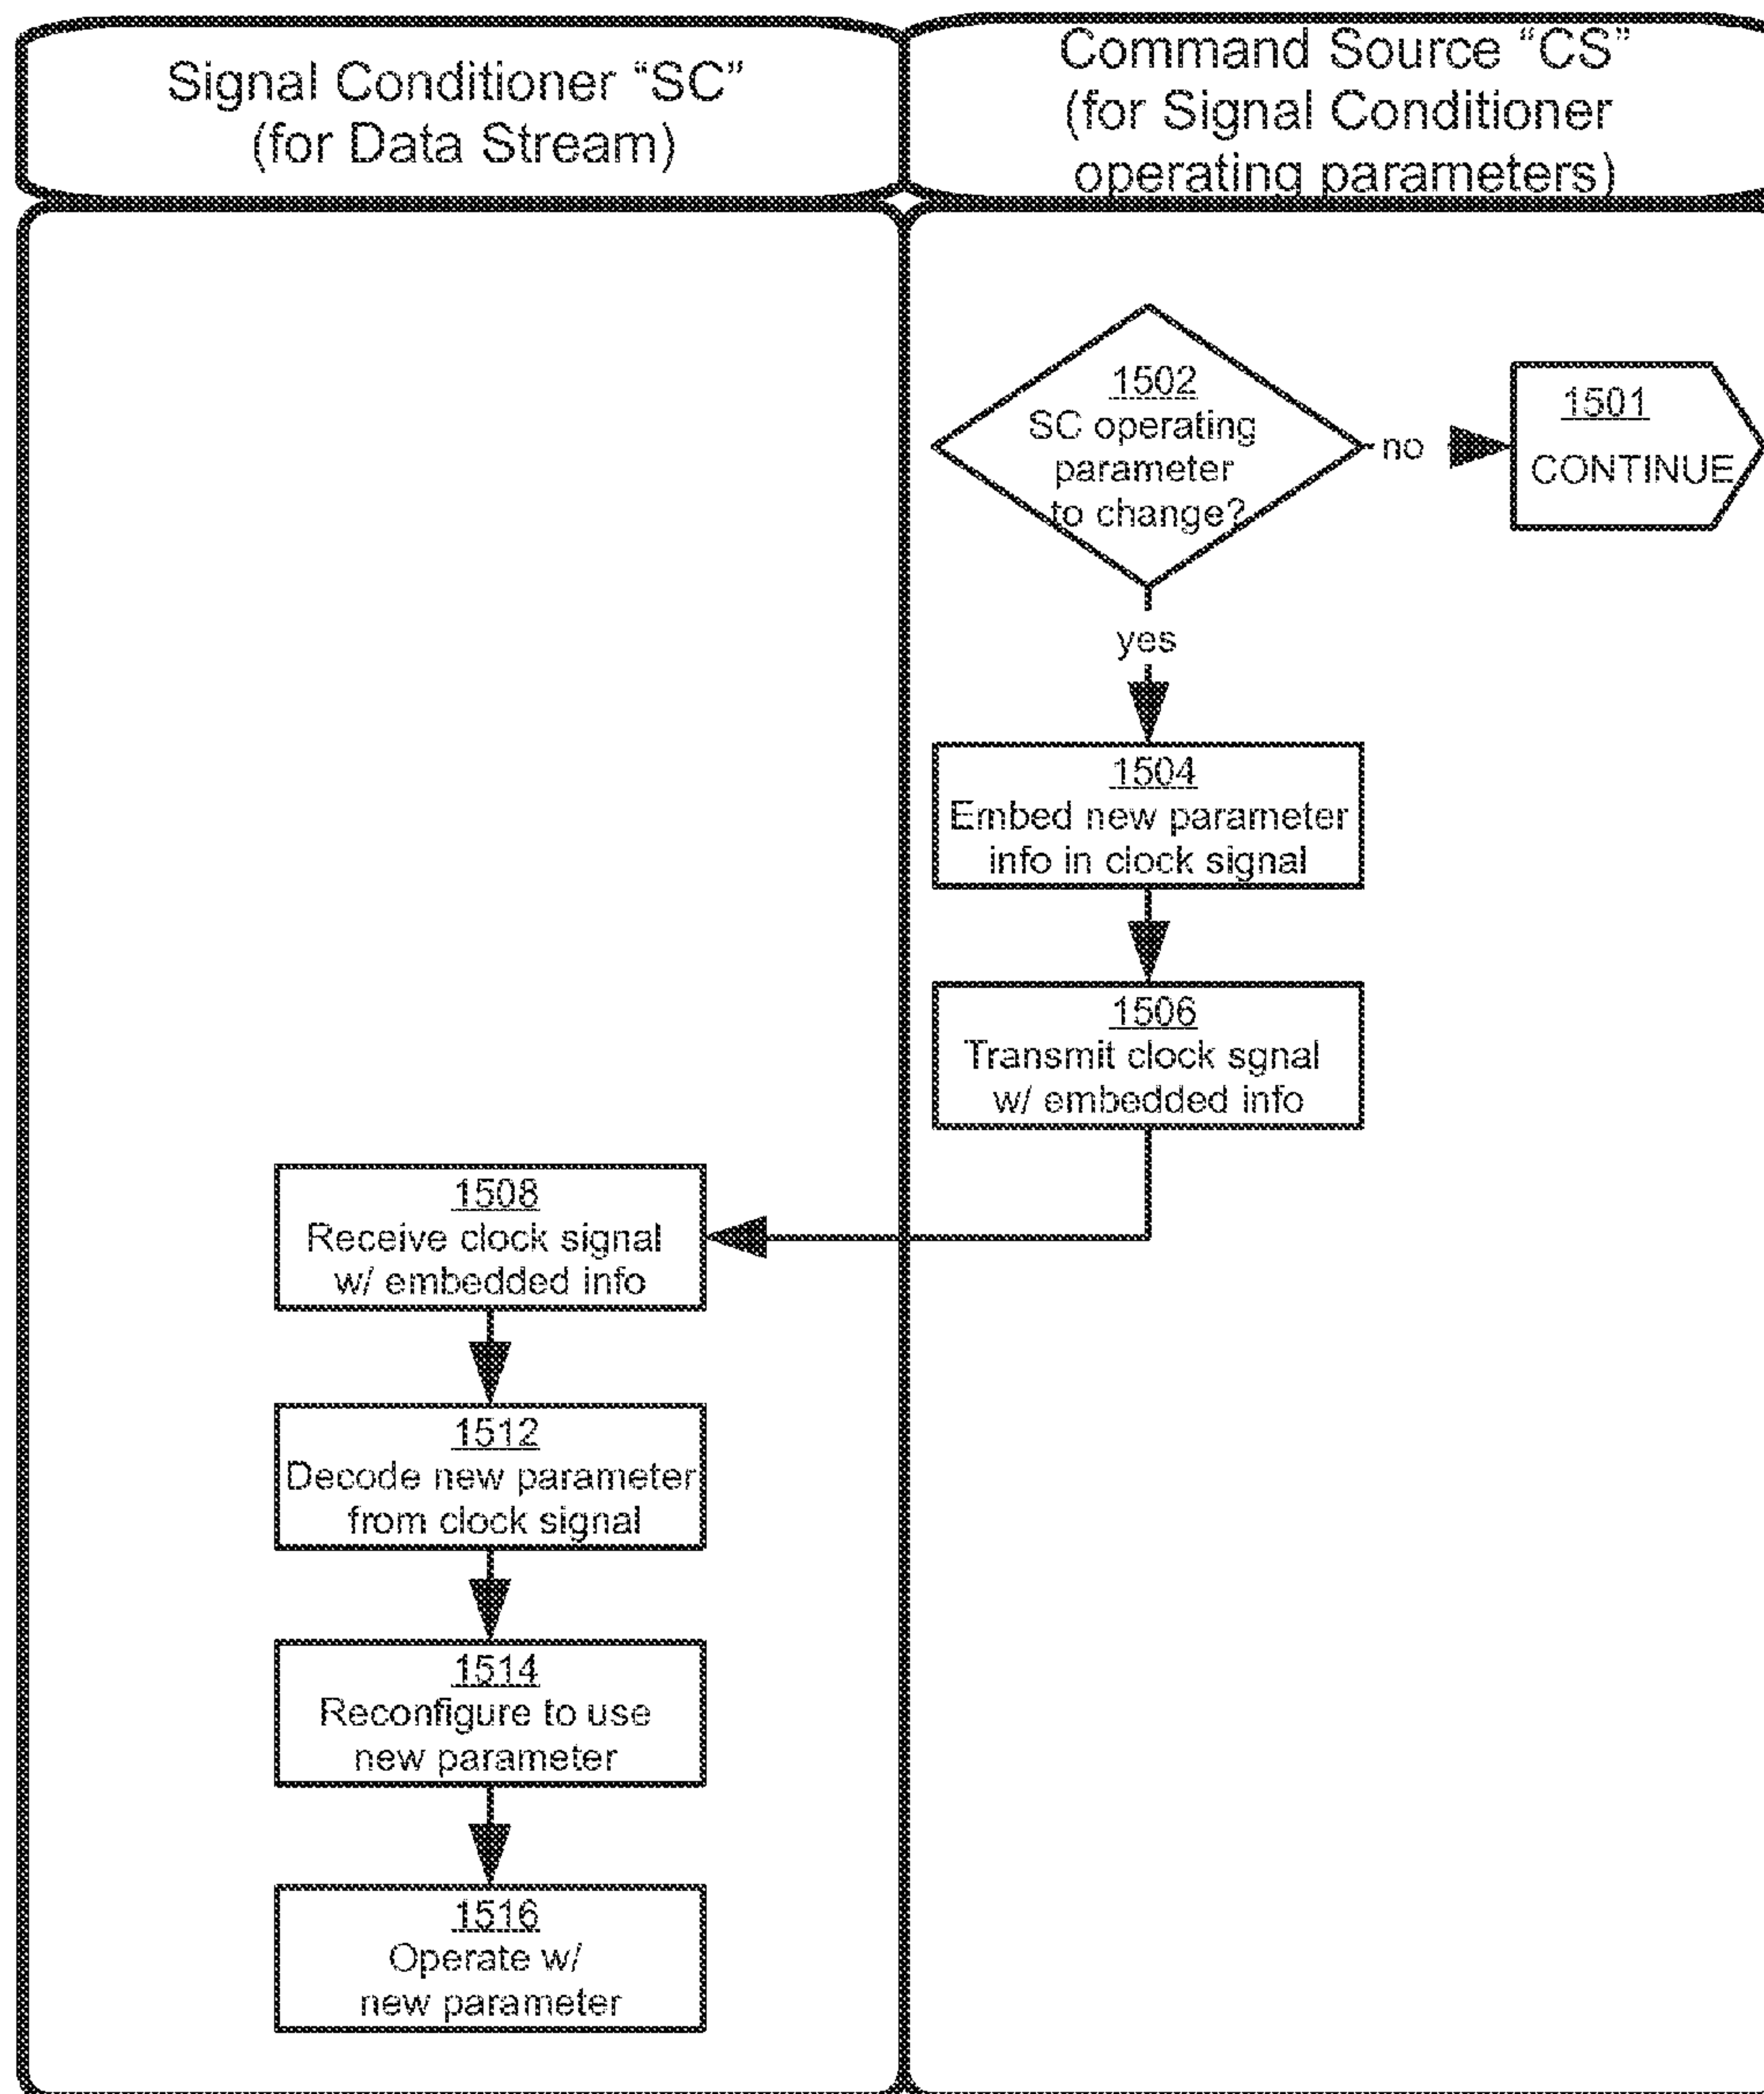 Signal Conditioner “SC”
(for Data Stream)
Command Source “CS”
(for Signal Conditioner
operating parameters)
1502
SC operating
parameter
to change?
no
1501
CONTINUE
yes
1504
Embed new parameter
info in clock signal
1506
Transmit clock sgnal
w/ embedded info
1508
Receive clock signal
w/ embedded info
1512
Decode new parameter
from clock signal
1514
Reconfigure to use
new parameter
1516
Operate w/
new parameter